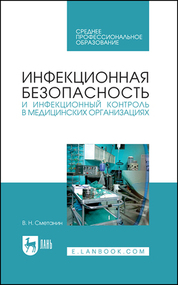 СРЕДНЕЕ
ПРОФЕССИОНАЛЬНОЕ
ОБРАЗОВАНИЕ
ИНФЕКЦИОННАЯ
БЕЗОПАСНОСТЬ
И ИНФЕКЦИОННЫЙ КОНТРОЛЬ
В МЕДИЦИНСКИХ ОРГАНИЗАЦИЯХ
В. Н. Сметанин
ЛАНЬ
E.LANBOOK.COM